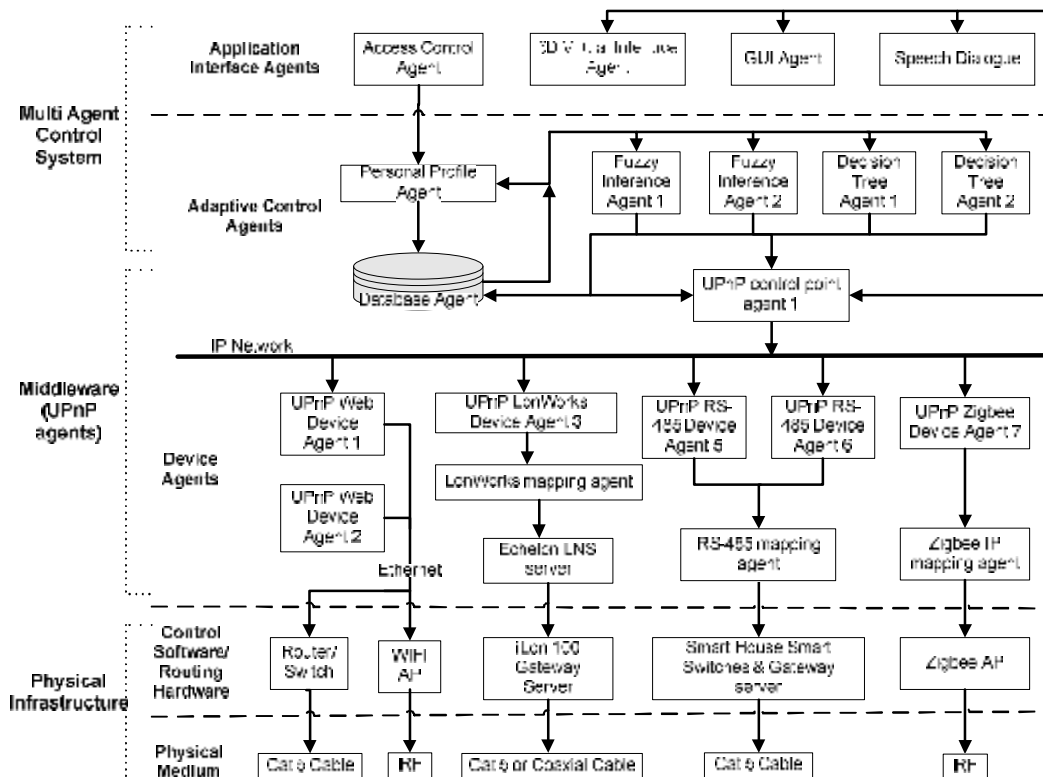 Application
Interface Agents
Access Control
Agent
Interface
Agent
GUI Agent
Speech Dialogue
Multi Agent
Control
System
Adaptive Control
Agents
Personal Profile
Agent
Fuzzy
Inference
Agent 1
Fuzzy
Inference
Agent 2
Decision
Tree
Agent 1
Decision
Tree
Agent 2
Database Agent
UPnP control point
agent 1
IP Network
Middleware
(UPnP
agents)
Device
Agents
UPnP Web
Device
Agent 1
UPnP Web
Device
Agent 2
Ethernet
UPnP LonWorks
Device Agent 3
LonWorks mapping agent
Echelon LNS
server
UPnP RS-
485 Device
Agent 5
UPnP RS-
485 Device
Agent 6
RS-485 mapping
agent
UPnP Zigbee
Device Agent 7
Zigbee IP
mapping agent
Physical
Infrastructure
Control
Software/
Routing
Hardware
Router/
Switch
WIFI
AP
iLon 100
Gateway
Server
Smart House Smart
Switches & Gateway
server
Zigbee AP
Physical
Medium
Cat Cable
RF
Cat or Coaxial Cable
Cat Cable
RF